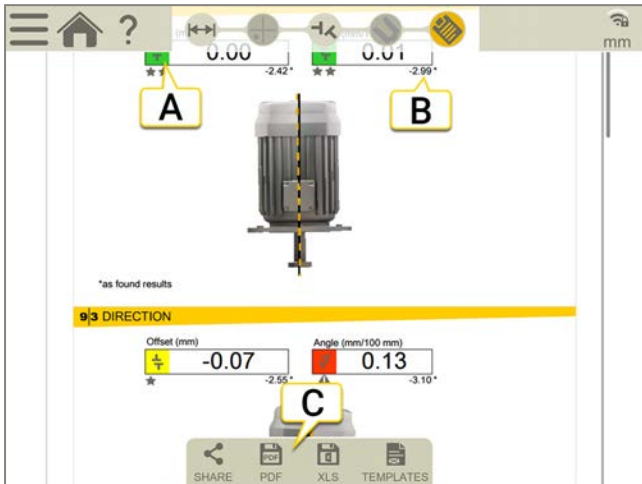 ?
mm
0.00
0.01
-2.42*
-2.99*
A
B
*as found results
9|3 DIRECTION
Offset (mm)
Angle (mm/100 mm)
-0.07
0.13
-2.55*
-3.10*
C
SHARE
PDF
XLS
TEMPLATES